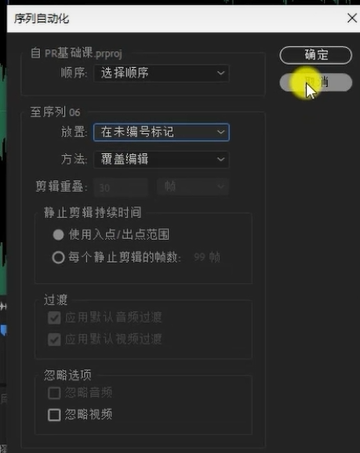 序列自动化
自 PR基础课.prproj
确定
顺序: 选择顺序
至序列 06
放置: 在未编号标记
方法: 覆盖编辑
剪辑重叠: 30 帧
静止剪辑持续时间
使用入点/出点范围
每个静止剪辑的帧数: 99 帧
过渡
应用默认音频过渡
应用默认视频过渡
忽略选项
忽略音频
忽略视频